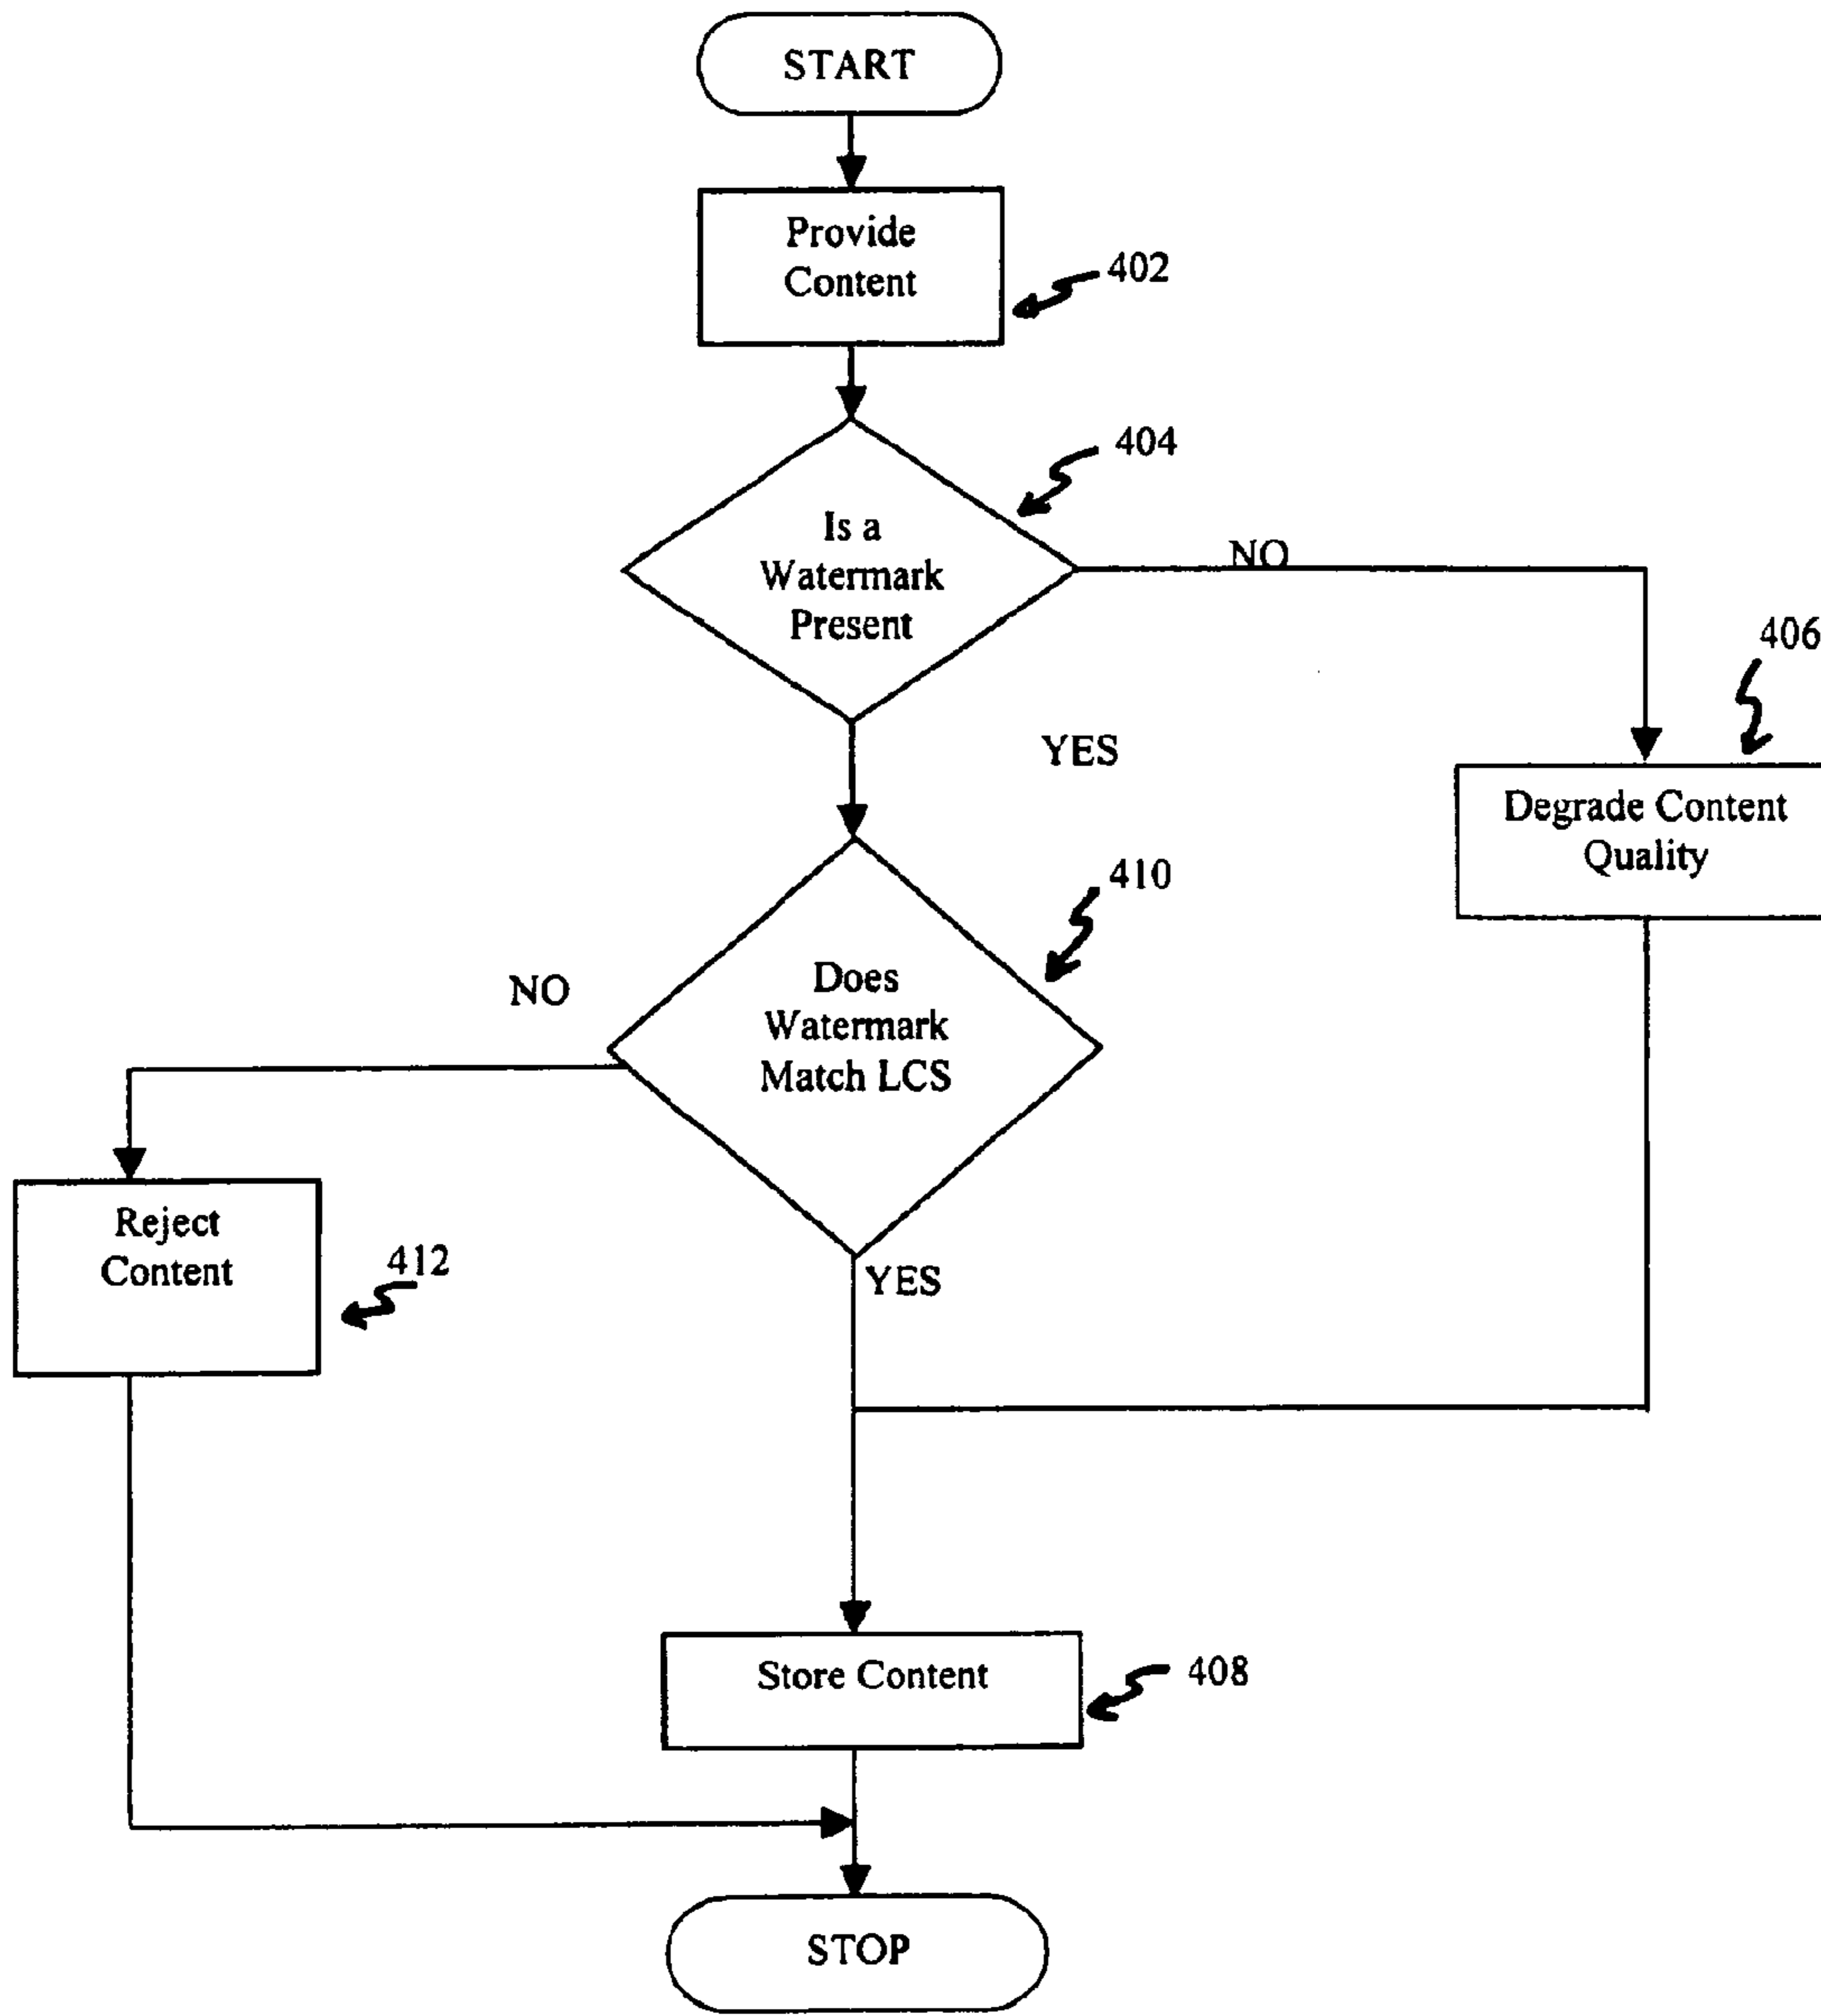 START
Provide
Content
402
404
Is a
Watermark
Present
NO
406
YES
Degrade Content
Quality
410
Does
Watermark
Match LCS
NO
Reject
Content
412
YES
Store Content
408
STOP